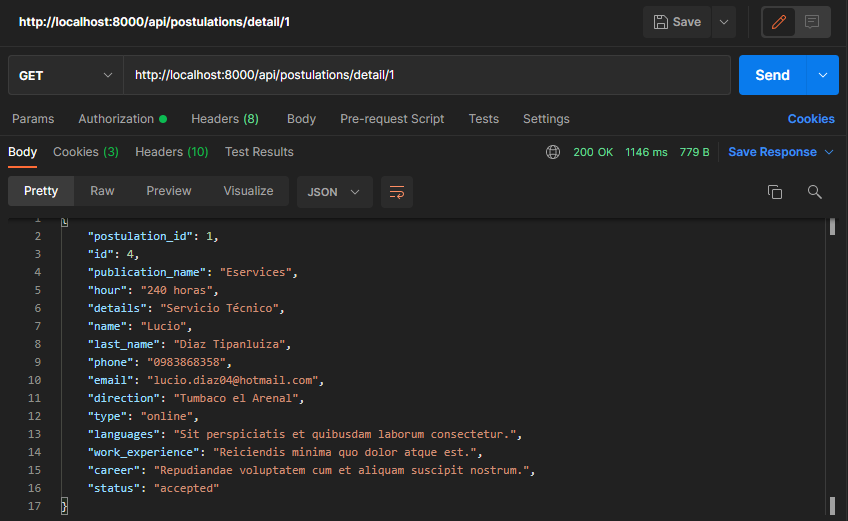 http://localhost:8000/api/postulations/detail/1
Save
GET
http://localhost:8000/api/postulations/detail/1
Send
Params Authorization Headers (8) Body Pre-request Script Tests Settings Cookies
Body Cookies (3) Headers (10) Test Results 200 OK 1146 ms 779 B Save Response
Pretty Raw Preview Visualize JSON
1 {
2 "postulation_id": 1,
3 "id": 4,
4 "publication_name": "Eservices",
5 "hour": "240 horas",
6 "details": "Servicio Técnico",
7 "name": "Lucio",
8 "last_name": "Diaz Tipanluiza",
9 "phone": "0983868358",
10 "email": "lucio.diaz04@hotmail.com",
11 "direction": "Tumbaco el Arenal",
12 "type": "online",
13 "languages": "Sit perspiciatis et quibusdam laborum consectetur.",
14 "work_experience": "Reiciendis minima quo dolor atque est.",
15 "career": "Repudiandae voluptatem cum et aliquam suscipit nostrum.",
16 "status": "accepted"
17 }